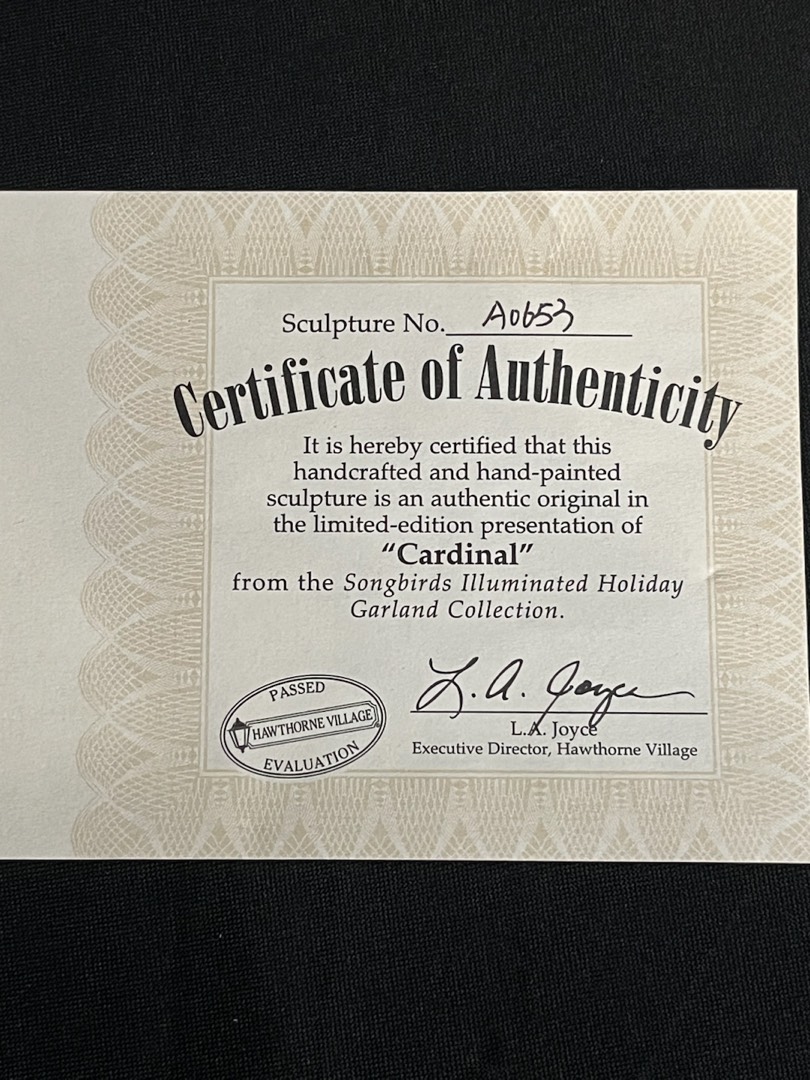 Sculpture No. A0653
Certificate of Authenticity
It is hereby certified that this
handcrafted and hand-painted
sculpture is an authentic original in
the limited-edition presentation of
“Cardinal”
from the Songbirds Illuminated Holiday
Garland Collection.
PASSED
HAWTHORNE VILLAGE
EVALUATION
L. A. Joyce
L.A. Joyce
Executive Director, Hawthorne Village